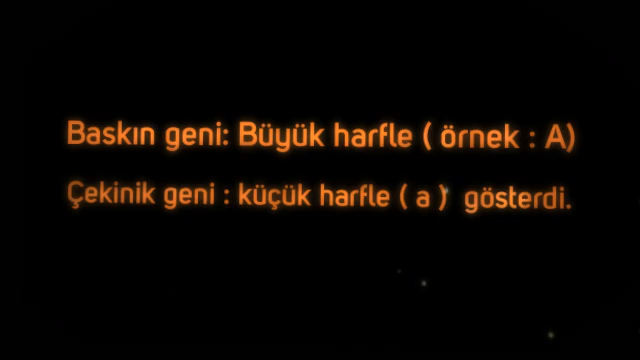 Baskın geni: Büyük harfle ( örnek : A)
Çekinik geni : küçük harfle ( a )  gösterdi.